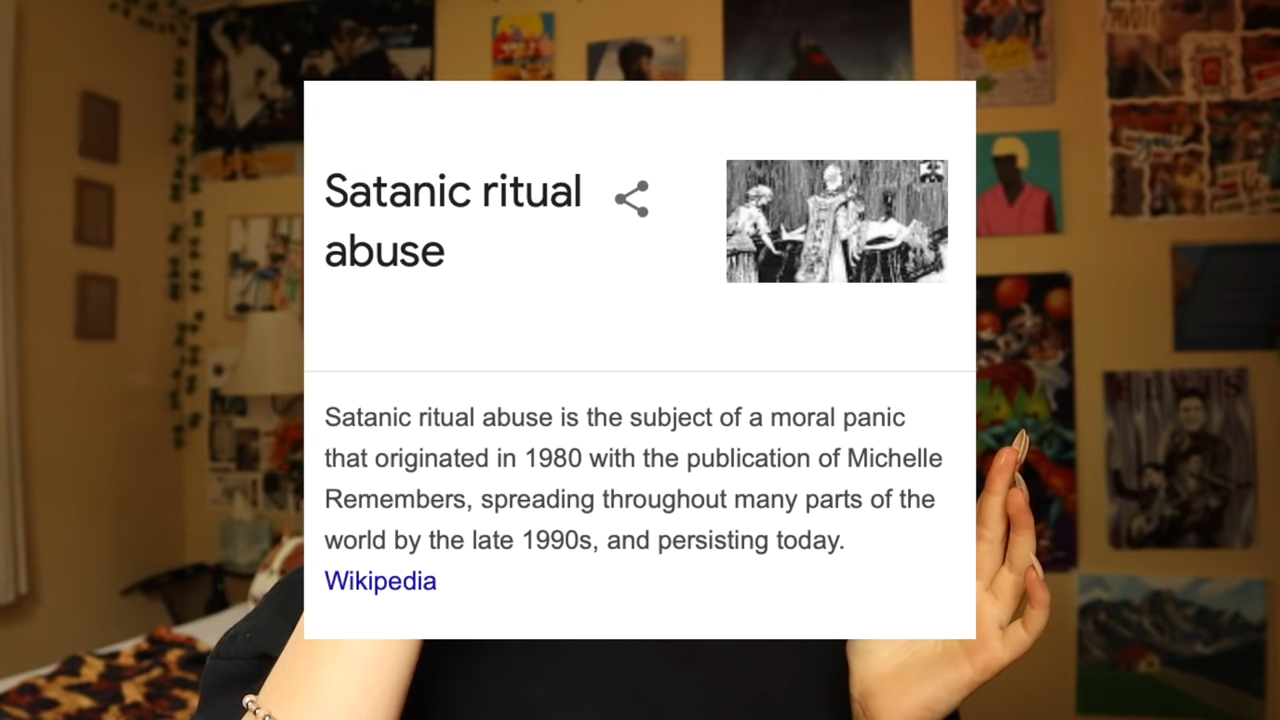 Satanic ritual
abuse
Satanic ritual abuse is the subject of a moral panic
that originated in 1980 with the publication of Michelle
Remembers, spreading throughout many parts of the
world by the late 1990s, and persisting today.
Wikipedia